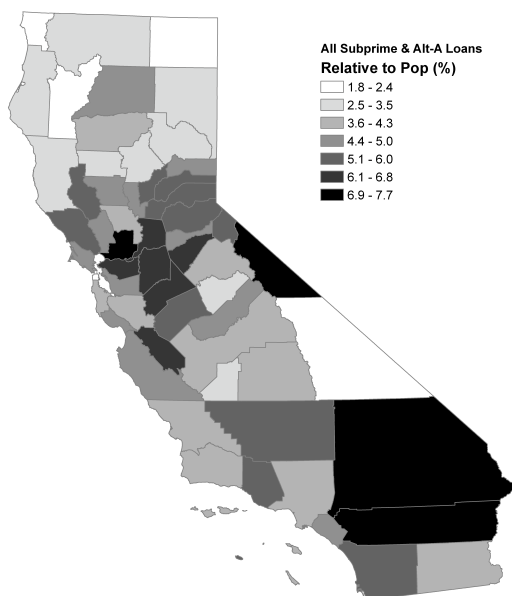 All Subprime & Alt-A Loans
Relative to Pop (%)
1.8 - 2.4
2.5 - 3.5
3.6 - 4.3
4.4 - 5.0
5.1 - 6.0
6.1 - 6.8
6.9 - 7.7